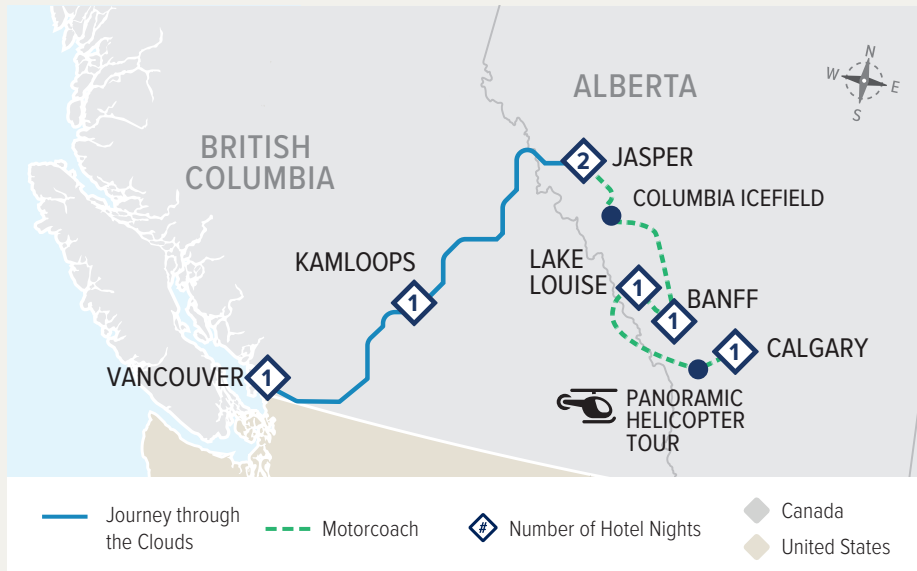 N
W
E
S
ALBERTA
BRITISH
COLUMBIA
2
JASPER
COLUMBIA ICEFIELD
KAMLOOPS
1
LAKE
LOUISE
1
BANFF
1
VANCOUVER
1
1
CALGARY
PANORAMIC
HELICOPTER
TOUR
Journey through
the Clouds
Motorcoach
# Number of Hotel Nights
Canada
United States